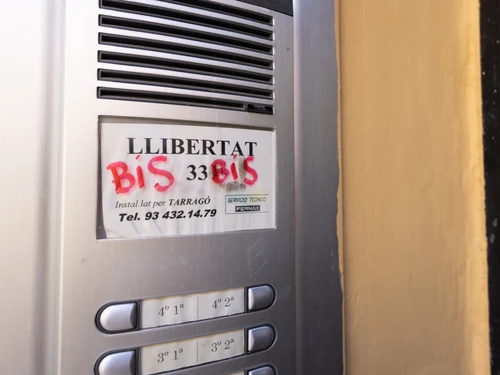 LLIBERTAT
BiS 33 BiS
Instal.lat per TARRAGÓ
Tel. 93 432.14.79
SERVICIO TECNICO
FERMAX
4º 1ª 4º 2ª
3º 1ª 3º 2ª